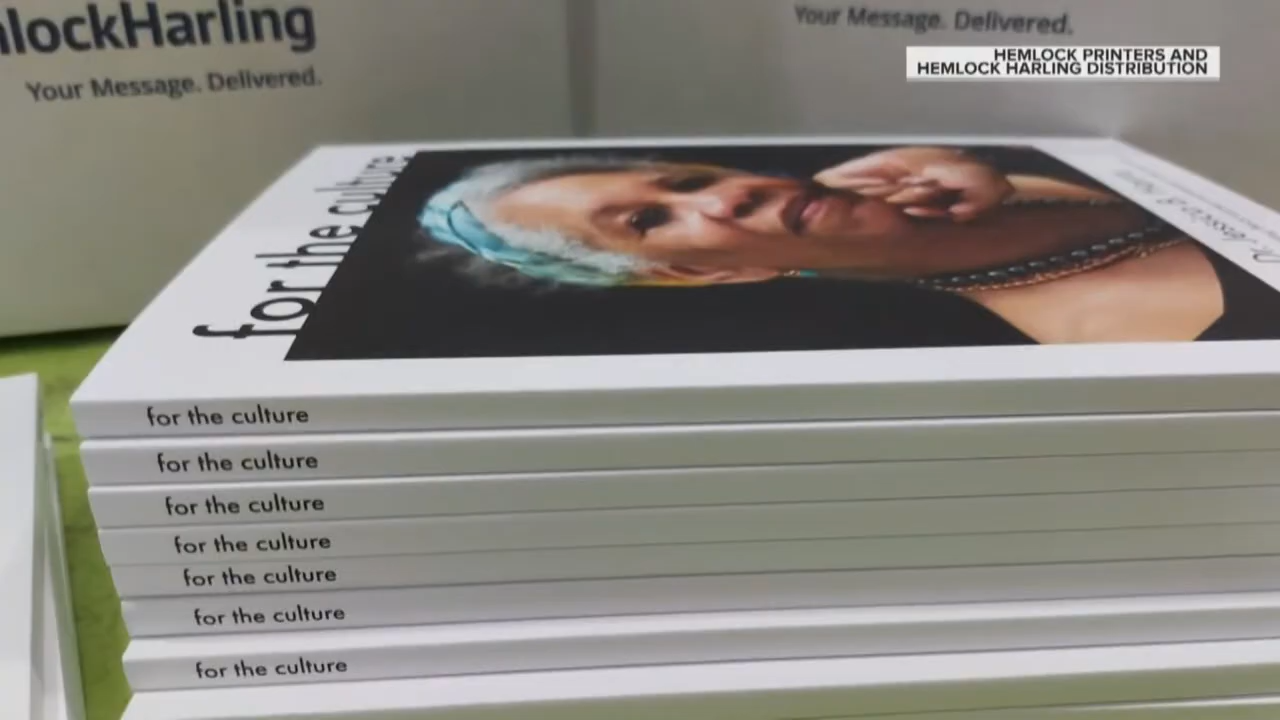 lockHarling
Your Message. Delivered.
Your Message. Delivered.
HEMLOCK PRINTERS AND
HEMLOCK HARLING DISTRIBUTION
for the culture
for the culture
for the culture
for the culture
for the culture
for the culture
for the culture
for the culture